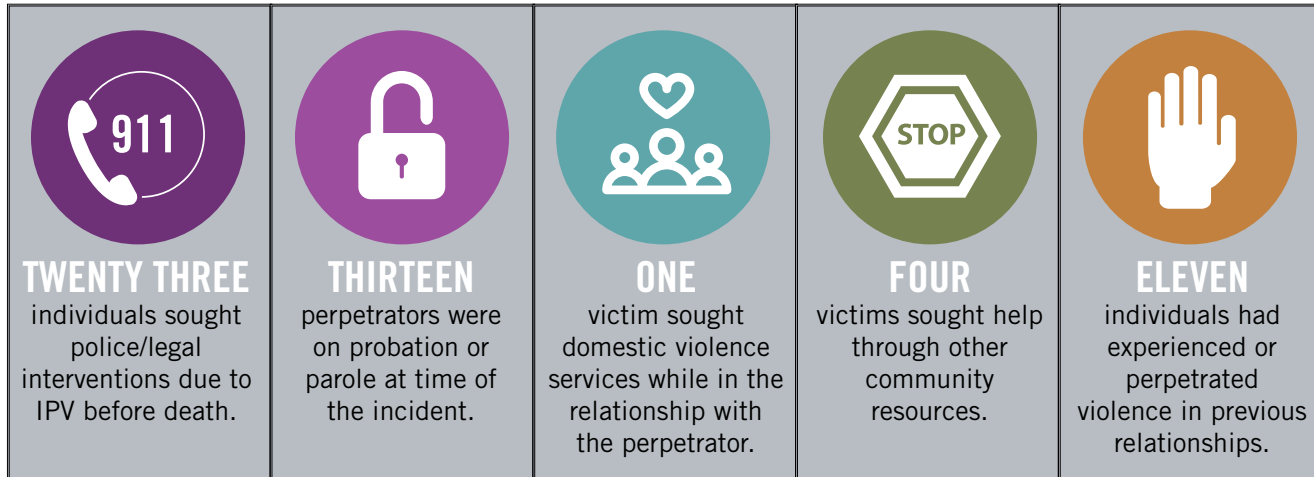 911
TWENTY THREE
individuals sought
police/legal
interventions due to
IPV before death.
THIRTEEN
perpetrators were
on probation or
parole at time of
the incident.
ONE
victim sought
domestic violence
services while in the
relationship with
the perpetrator.
STOP
FOUR
victims sought help
through other
community
resources.
ELEVEN
individuals had
experienced or
perpetrated
violence in previous
relationships.